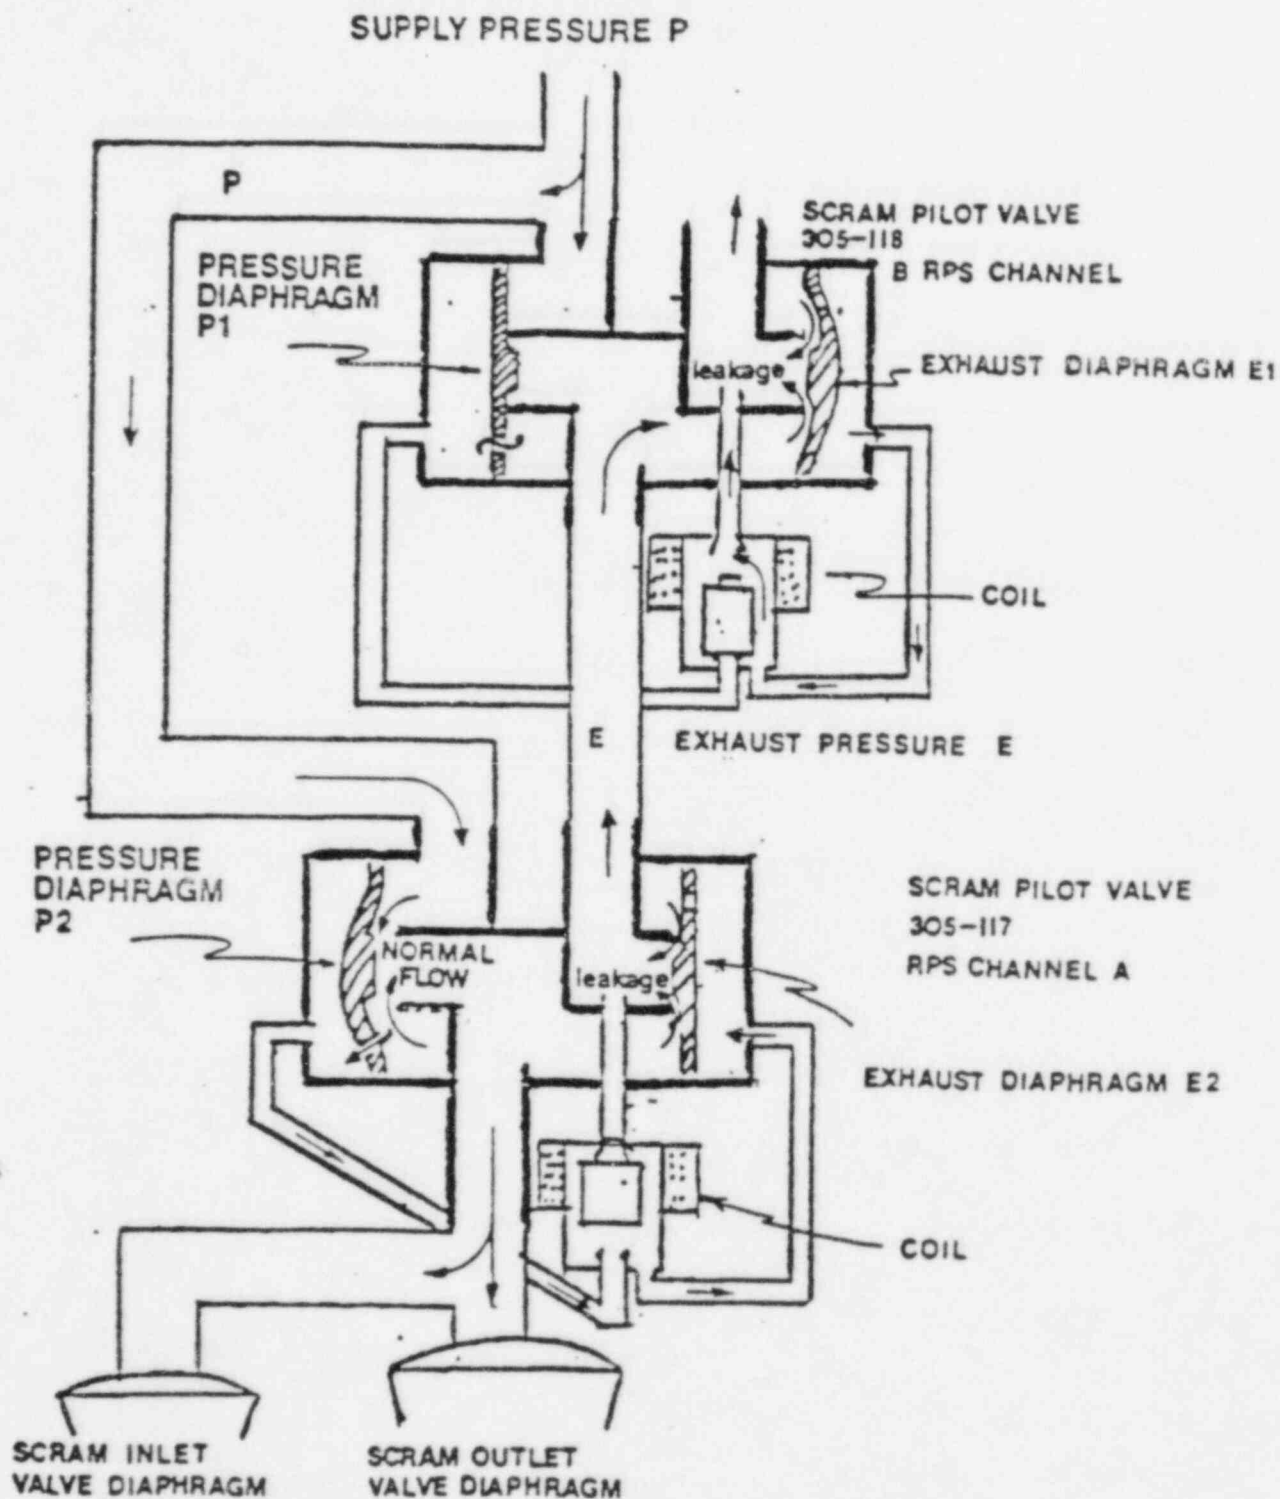 SUPPLY PRESSURE P
P
SCRAM PILOT VALVE
305-118
B RPS CHANNEL
PRESSURE
DIAPHRAGM
P1
leakage
EXHAUST DIAPHRAGM E1
COIL
E
EXHAUST PRESSURE E
PRESSURE
DIAPHRAGM
P2
NORMAL
FLOW
leakage
SCRAM PILOT VALVE
305-117
RPS CHANNEL A
EXHAUST DIAPHRAGM E2
COIL
SCRAM INLET
VALVE DIAPHRAGM
SCRAM OUTLET
VALVE DIAPHRAGM